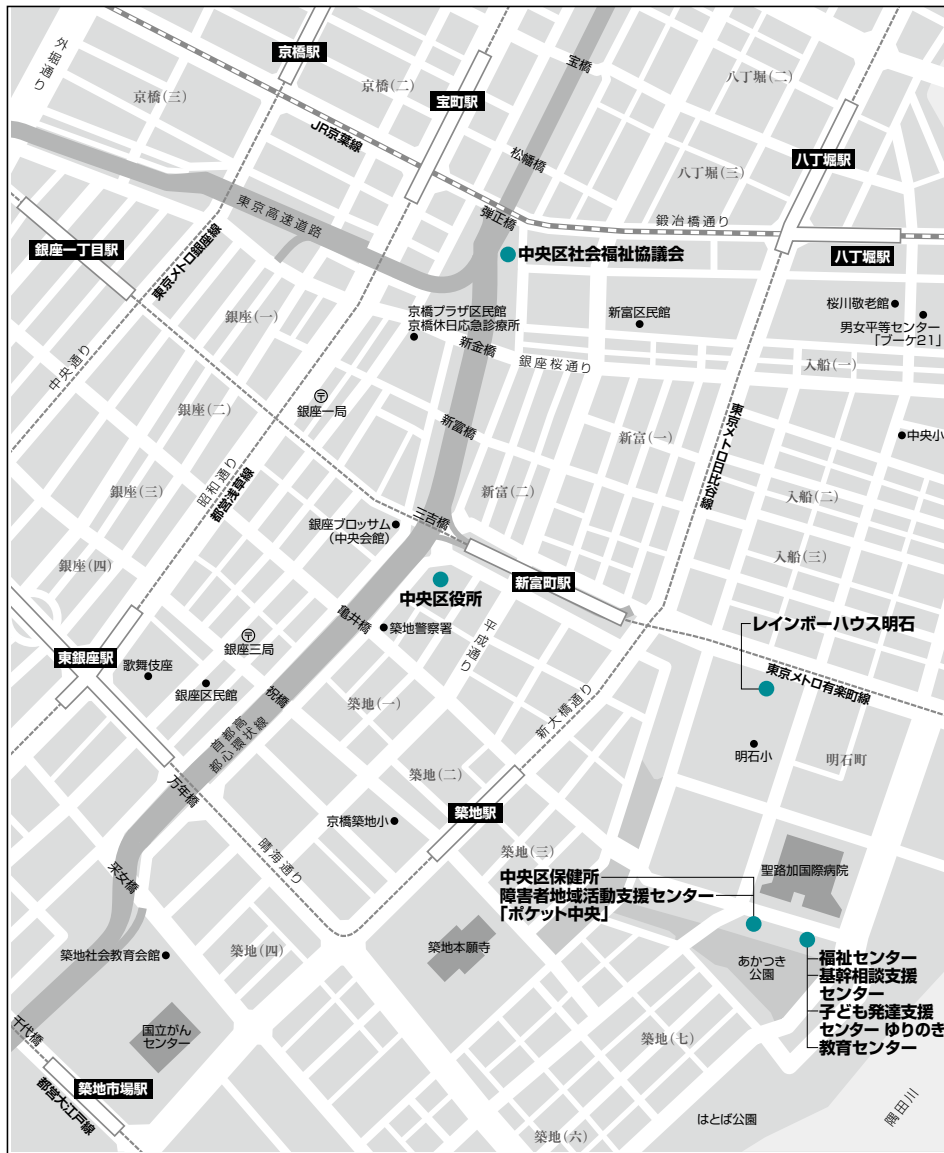 外堀通り
京橋駅
宝橋
八丁堀(二)
京橋(三)
京橋(二)
宝町駅
JR京葉線
松幡橋
八丁堀駅
八丁堀(三)
東京高速道路
弾正橋
鍛冶橋通り
銀座一丁目駅
東京メトロ銀座線
中央区社会福祉協議会
八丁堀駅
銀座(一)
京橋プラザ区民館
京橋休日応急診療所
新富区民館
桜川敬老館
男女平等センター
「ブーケ21」
中央通り
新金橋
銀座桜通り
入船(一)
銀座(二)
〒
銀座一局
新富橋
新富(一)
東京メトロ日比谷線
中央小
昭和通り
都営浅草線
銀座(三)
新富(二)
入船(二)
銀座ブロッサム
(中央会館)
三吉橋
入船(三)
銀座(四)
中央区役所
新富町駅
亀井橋
築地警察署
平成通り
レインボーハウス明石
〒
銀座三局
東銀座駅
歌舞伎座
銀座区民館
祝橋
築地(一)
新大橋通り
東京メトロ有楽町線
首都高
都心環状線
明石小
明石町
築地(二)
万年橋
京橋築地小
築地駅
晴海通り
築地(三)
聖路加国際病院
采女橋
中央区保健所
障害者地域活動支援センター
「ポケット中央」
築地社会教育会館
築地(四)
築地本願寺
あかつき
公園
福祉センター
基幹相談支援
センター
子ども発達支援
センター ゆりのき
教育センター
千代橋
国立がん
センター
築地(七)
築地市場駅
都営大江戸線
はとば公園
隅田川
築地(六)